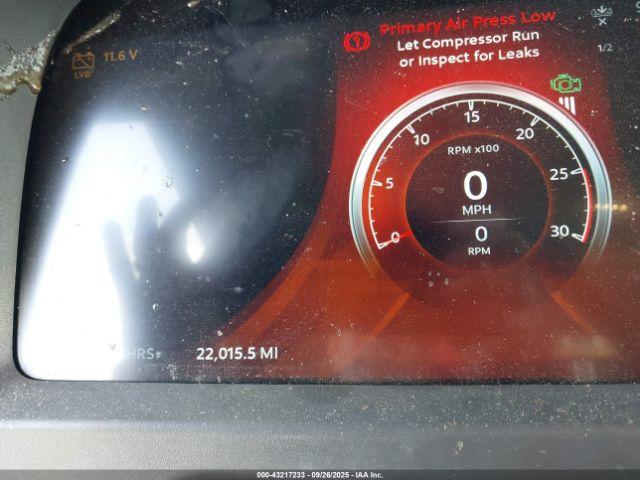 Primary Air Press Low
Let Compressor Run
or Inspect for Leaks
1/2
11.6 V
LVD
15
10
20
RPM x100
5
25
0
MPH
0
30
0
RPM
HRS
22,015.5 MI
000-43217233 - 09/26/2025 - IAA Inc.